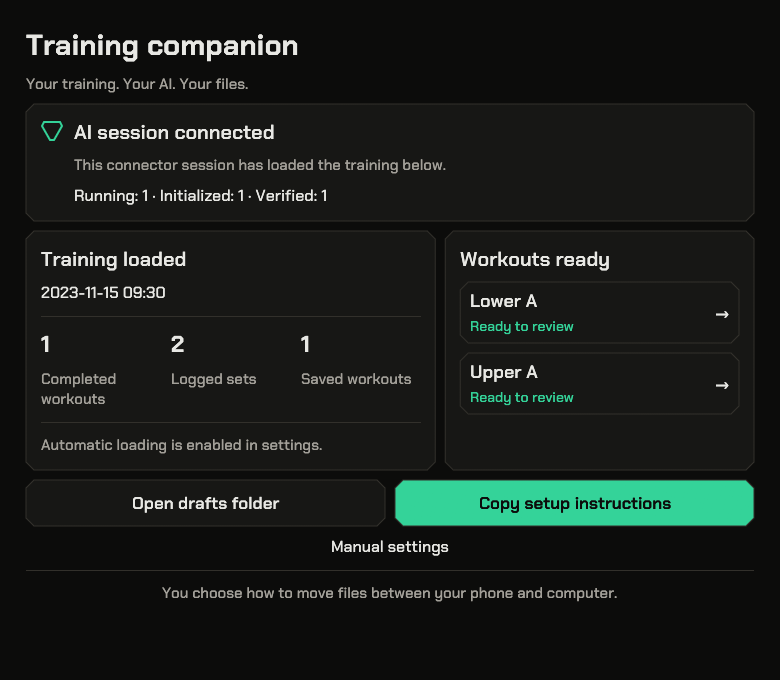 Training companion
Your training. Your AI. Your files.
AI session connected
This connector session has loaded the training below.
Running: 1 · Initialized: 1 · Verified: 1
Training loaded
2023-11-15 09:30
1
Completed
workouts
2
Logged sets
1
Saved workouts
Automatic loading is enabled in settings.
Workouts ready
Lower A
Ready to review
→
Upper A
Ready to review
→
Open drafts folder
Copy setup instructions
Manual settings
You choose how to move files between your phone and computer.